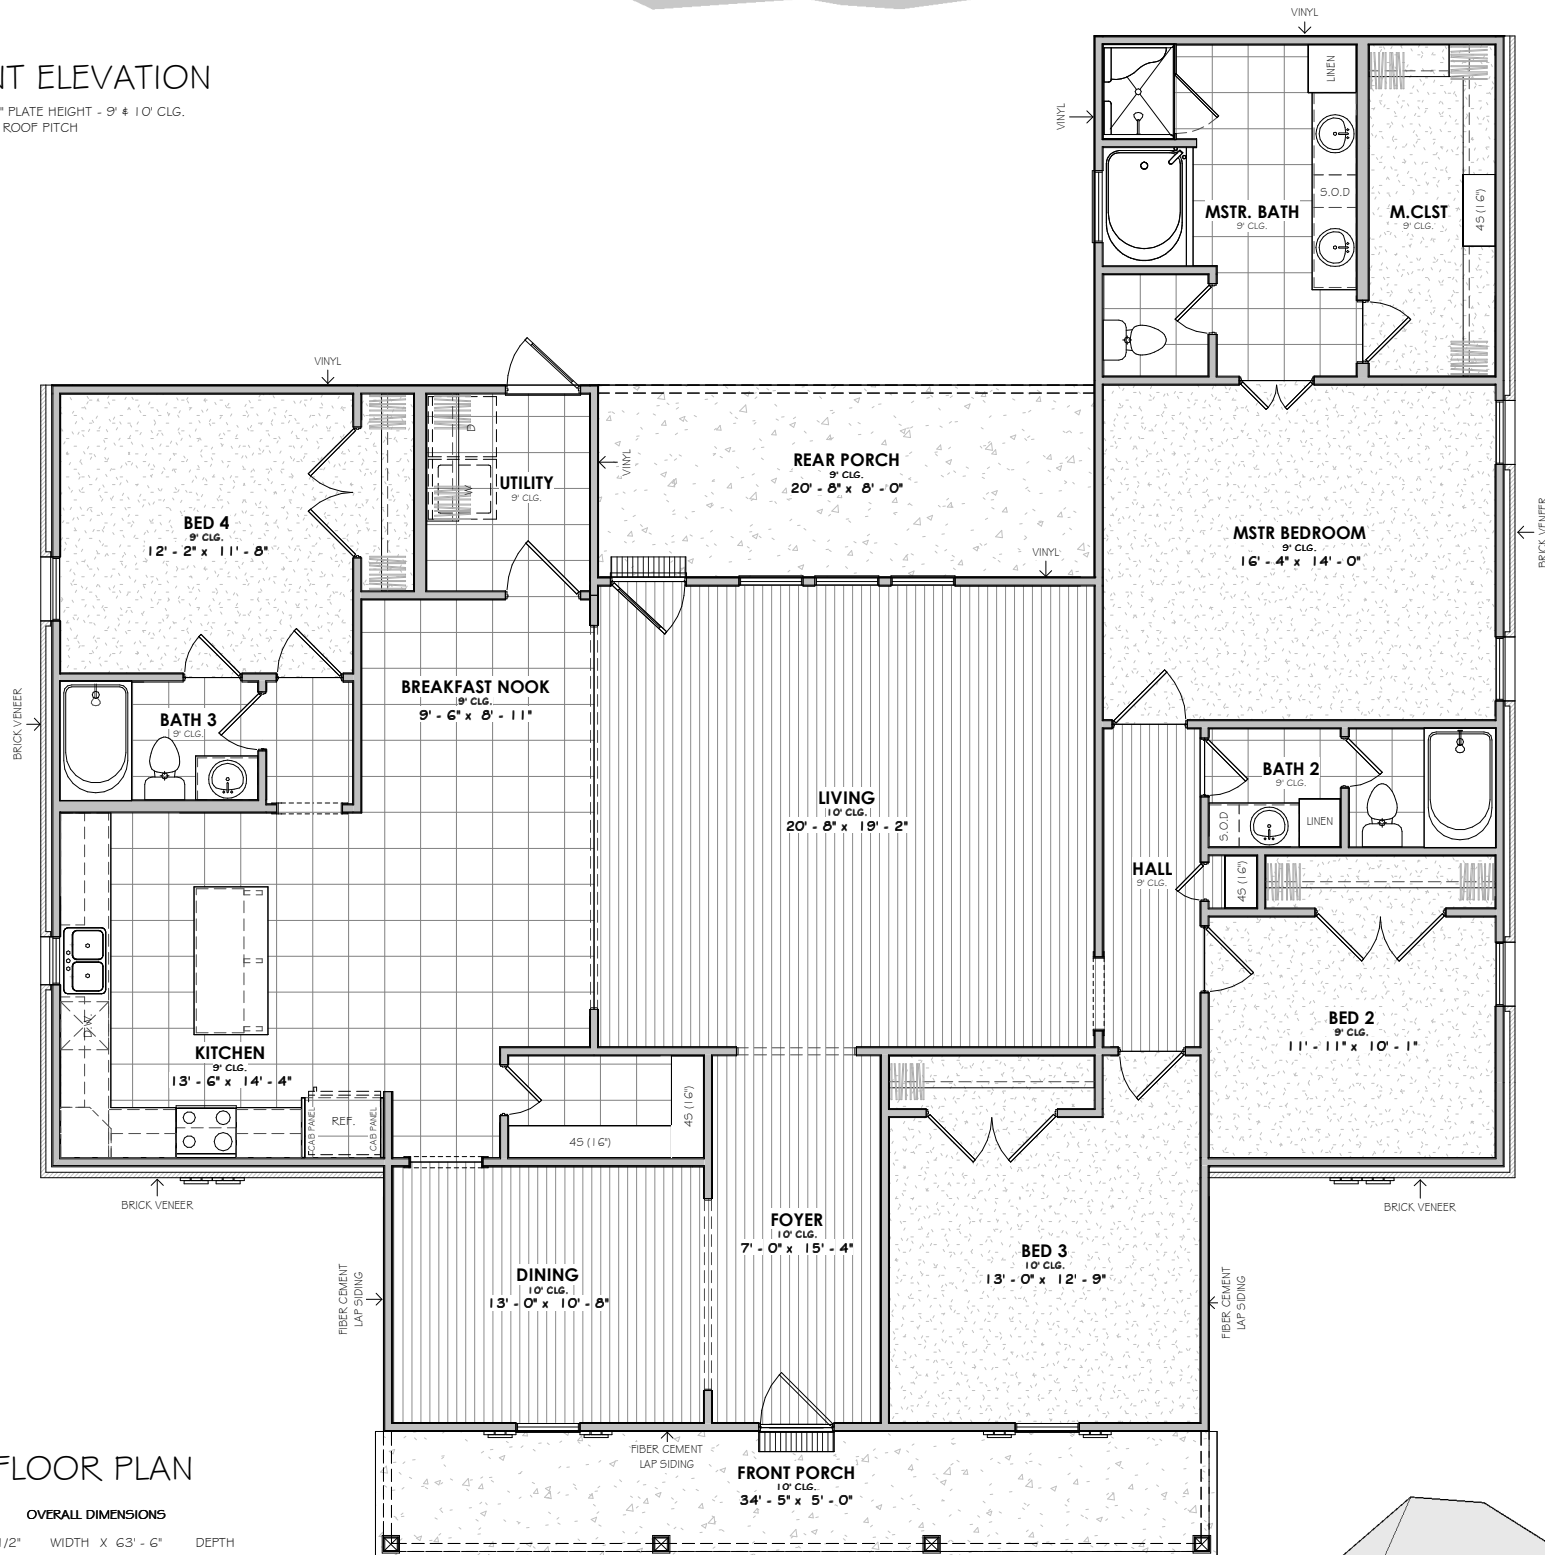 NT ELEVATION
" PLATE HEIGHT - 9' & 10' CLG.
ROOF PITCH
VINYL
VINYL
LINEN
S.O.D
MSTR. BATH
9' CLG.
M.CLST
9' CLG.
4S (16")
VINYL
BED 4
9' CLG.
12' - 2" x 11' - 8"
D
W
UTILITY
9' CLG.
VINYL
REAR PORCH
9' CLG.
20' - 8" x 8' - 0"
VINYL
MSTR BEDROOM
9' CLG.
16' - 4" x 14' - 0"
BRICK VENEER
BRICK VENEER
BATH 3
9' CLG.
BREAKFAST NOOK
9' CLG.
9' - 6" x 8' - 11"
LIVING
10' CLG.
20' - 8" x 19' - 2"
BATH 2
9' CLG.
S.O.D
LINEN
HALL
9' CLG.
4S (16")
BED 2
9' CLG.
11' - 11" x 10' - 1"
D.W.
KITCHEN
9' CLG.
13' - 6" x 14' - 4"
CAB PANEL
REF.
CAB PANEL
4S (16")
4S (16")
BRICK VENEER
BRICK VENEER
FOYER
10' CLG.
7' - 0" x 15' - 4"
BED 3
10' CLG.
13' - 0" x 12' - 9"
DINING
10' CLG.
13' - 0" x 10' - 8"
FIBER CEMENT
LAP SIDING
FIBER CEMENT
LAP SIDING
FIBER CEMENT
LAP SIDING
FRONT PORCH
10' CLG.
34' - 5" x 5' - 0"
FLOOR PLAN
OVERALL DIMENSIONS
1/2" WIDTH X 63' - 6" DEPTH